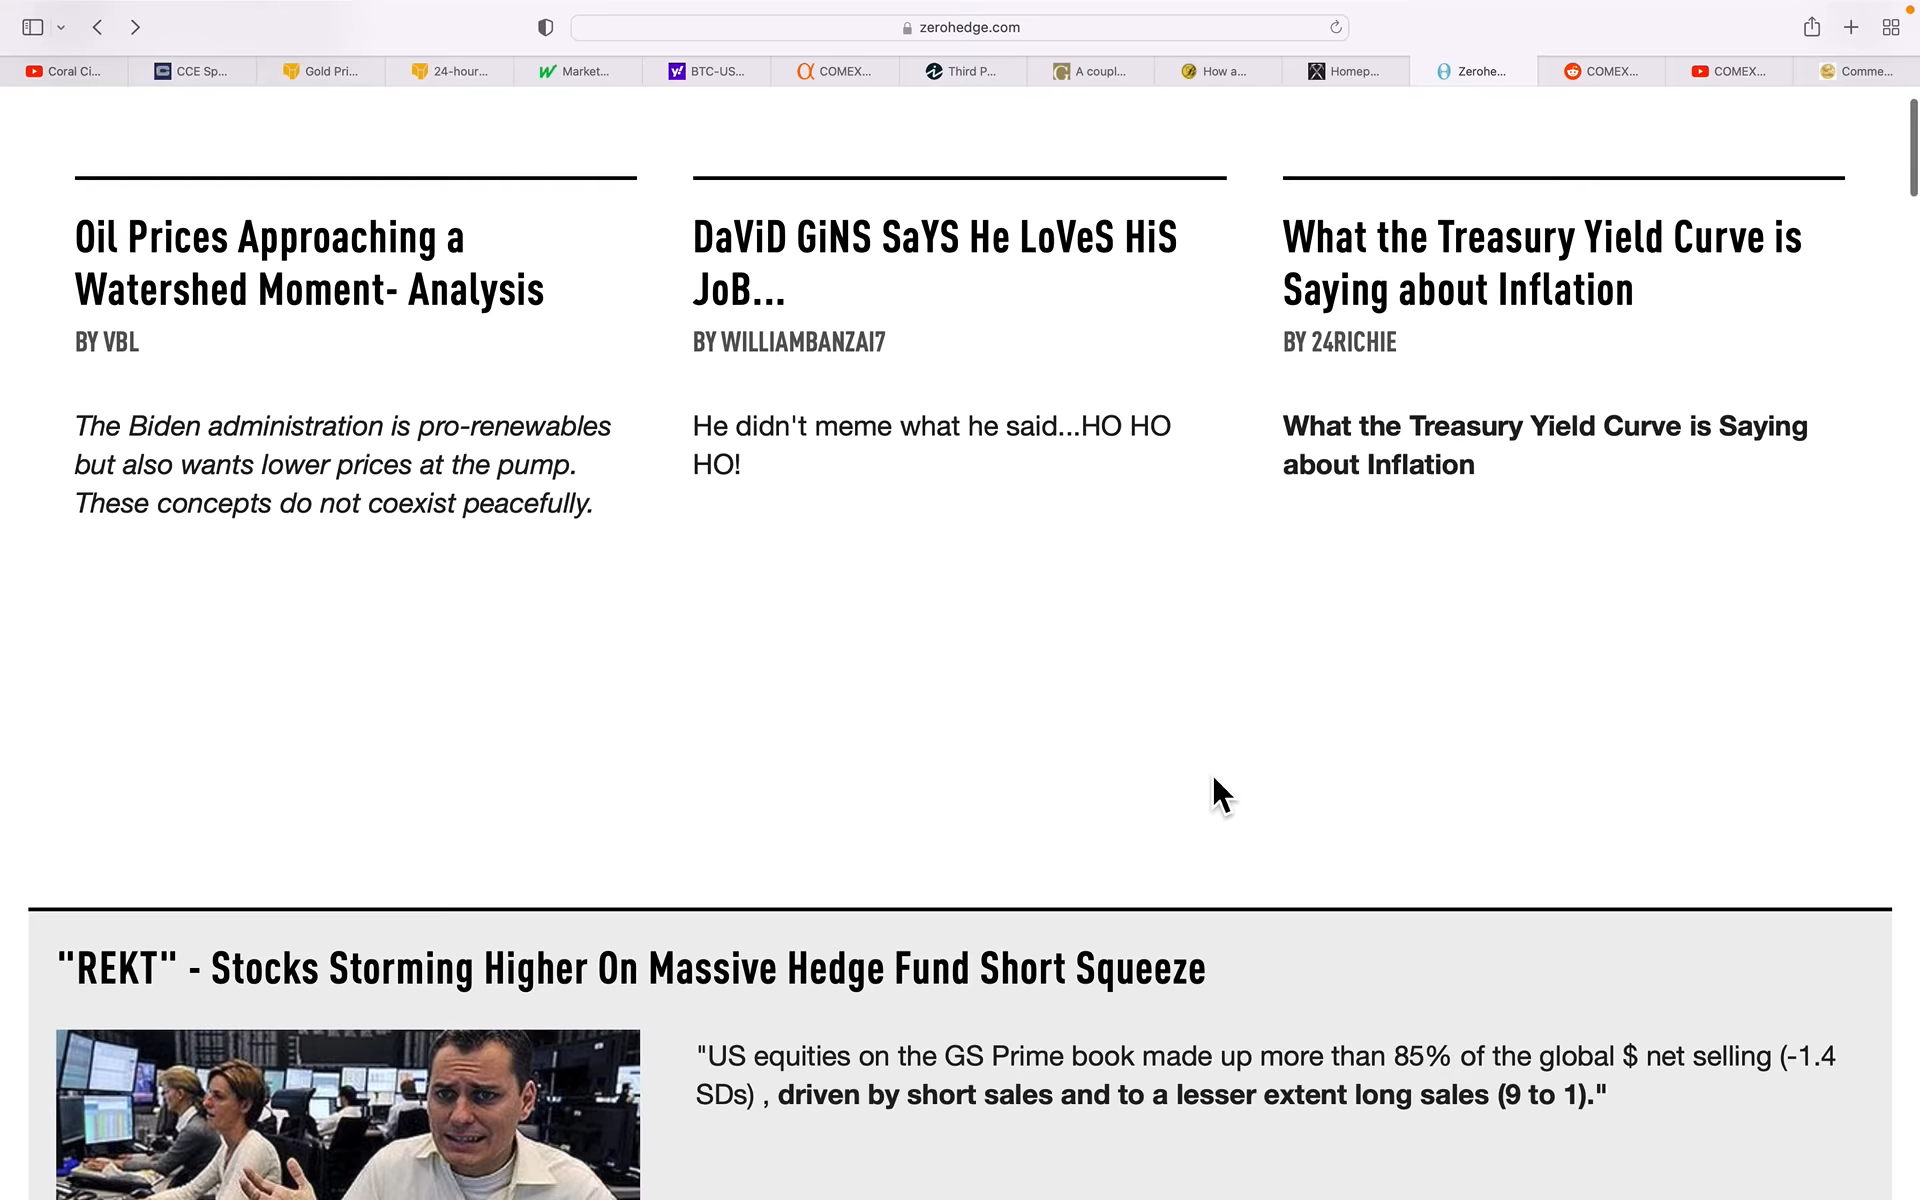 zerohedge.com
Coral Ci...
CCE Sp...
Gold Pri...
24-hour...
Market...
BTC-US...
COMEX...
Third P...
A coupl...
How a...
Homep...
Zerohe...
COMEX...
COMEX...
Comme...
Oil Prices Approaching a
Watershed Moment- Analysis
BY VBL
The Biden administration is pro-renewables
but also wants lower prices at the pump.
These concepts do not coexist peacefully.
DaViD GiNS SaYS He LoVeS HiS
JoB...
BY WILLIAMBANZAI7
He didn't meme what he said...HO HO
HO!
What the Treasury Yield Curve is
Saying about Inflation
BY 24RICHIE
What the Treasury Yield Curve is Saying
about Inflation
"REKT" - Stocks Storming Higher On Massive Hedge Fund Short Squeeze
"US equities on the GS Prime book made up more than 85% of the global $ net selling (-1.4
SDs) , driven by short sales and to a lesser extent long sales (9 to 1)."